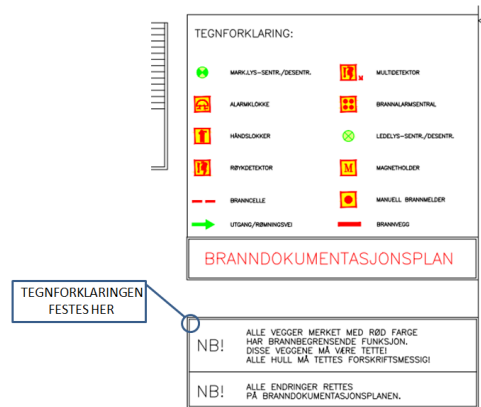 TEGNFORKLARING:
MARK.LYS-SENTR./DESENTR.
M
MULTIDETEKTOR
ALARMKLOKKE
BRANNALARMSENTRAL
HÅNDSLOKKER
LEDELYS-SENTR./DESENTR.
RØYKDETEKTOR
M
MAGNETHOLDER
BRANNCELLE
MANUELL BRANNMELDER
UTGANG/RØMNINGSVEI
BRANNVEGG
BRANNDOKUMENTASJONSPLAN
TEGNFORKLARINGEN
FESTES HER
NB!
ALLE VEGGER MERKET MED RØD FARGE
HAR BRANNBEGRENSENDE FUNKSJON.
DISSE VEGGENE MÅ VÆRE TETTE!
ALLE HULL MÅ TETTES FORSKRIFTSMESSIG!
NB!
ALLE ENDRINGER RETTES
PÅ BRANNDOKUMENTASJONSPLANEN.